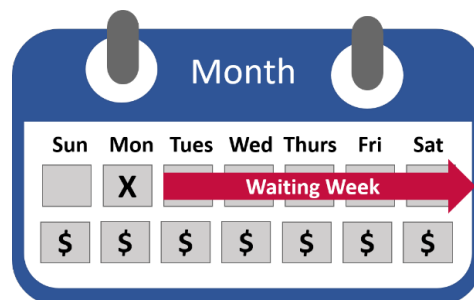 Month
Sun Mon Tues Wed Thurs Fri Sat
X Waiting Week
$ $ $ $ $ $ $